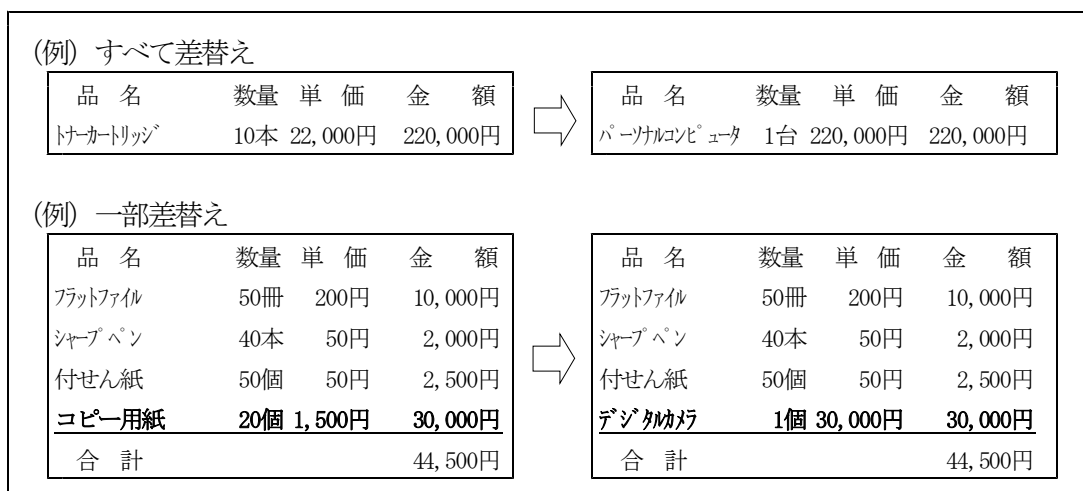 (例) すべて差替え
品 名 数量 単 価 金 額
トナーカートリッジ 10本 22,000円 220,000円
品 名 数量 単 価 金 額
パーソナルコンピュータ 1台 220,000円 220,000円
(例) 一部差替え
品 名 数量 単 価 金 額
フラットファイル 50冊 200円 10,000円
シャープペン 40本 50円 2,000円
付せん紙 50個 50円 2,500円
コピー用紙 20個 1,500円 30,000円
合 計 44,500円
品 名 数量 単 価 金 額
フラットファイル 50冊 200円 10,000円
シャープペン 40本 50円 2,000円
付せん紙 50個 50円 2,500円
デジタルカメラ 1個 30,000円 30,000円
合 計 44,500円